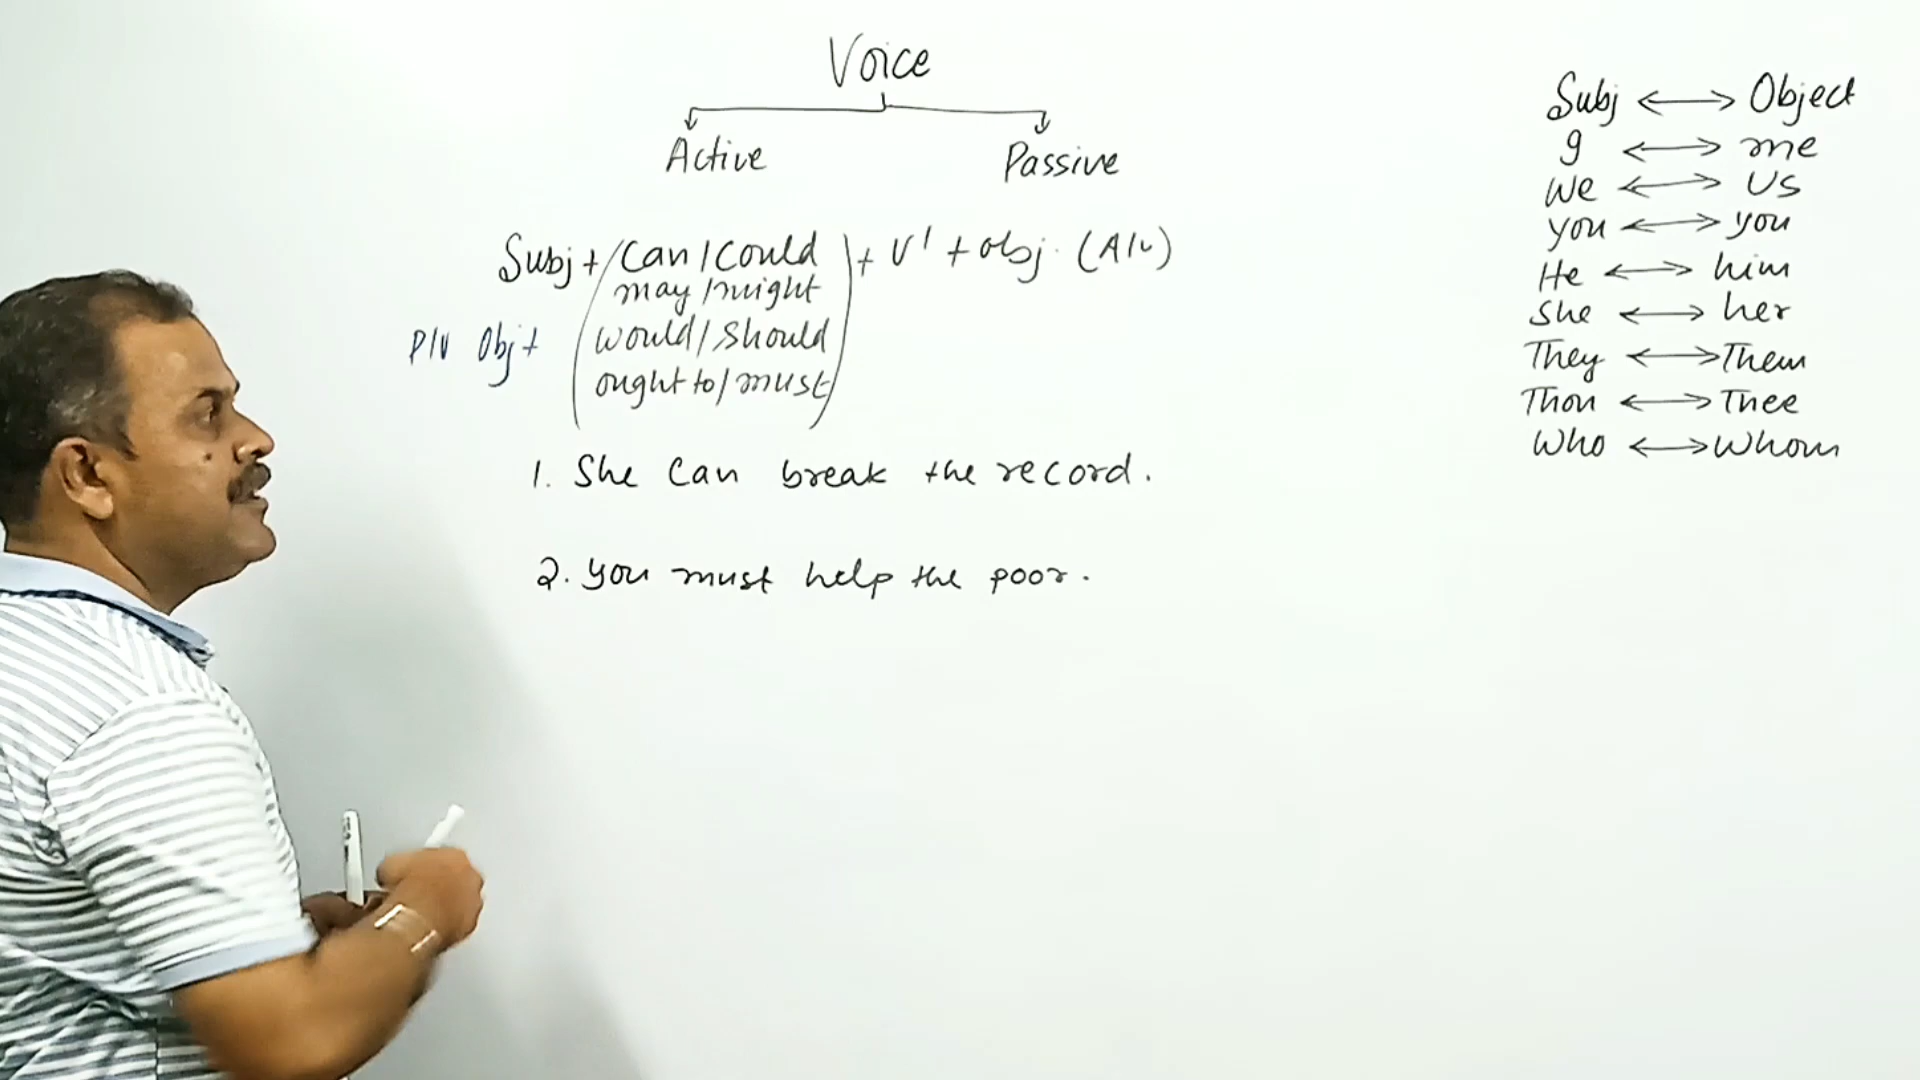 Voice
Active Passive
Subj + (Can / Could
may / might
would / should
ought to / must) + V¹ + obj. (A/V)
P/V Obj +
1. She Can break the record.
2. you must help the poor.
Subj ↔ Object
I ↔ me
We ↔ US
you ↔ you
He ↔ him
She ↔ her
They ↔ Them
Thou ↔ Thee
Who ↔ Whom